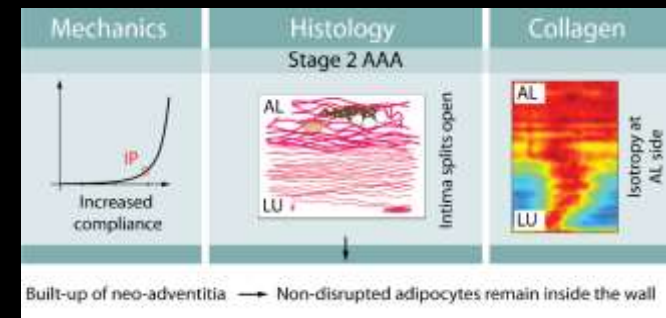 Mechanics
Histology
Collagen
Stage 2 AAA
IP
Increased
compliance
AL
LU
Intima splits open
AL
LU
Isotropy at
AL side
Built-up of neo-adventitia → Non-disrupted adipocytes remain inside the wall